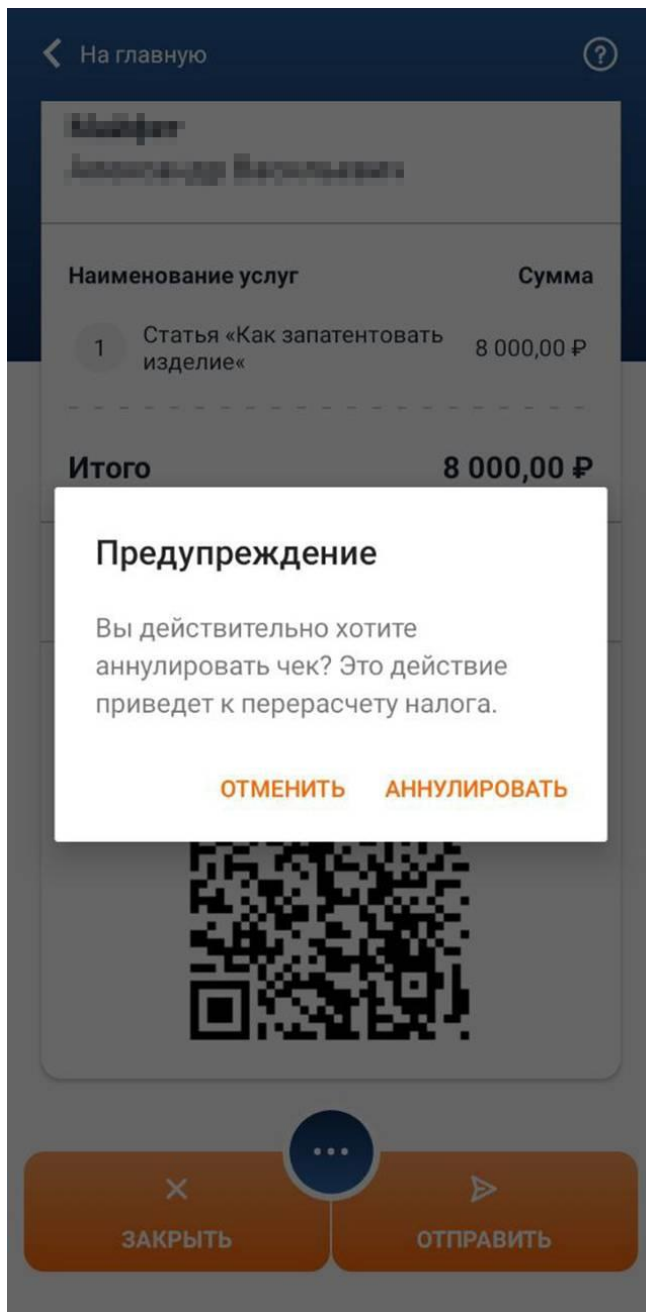 На главную
?
Наименование услуг Сумма
1 Статья «Как запатентовать 8 000,00 ₽
изделие«
Итого 8 000,00 ₽
Предупреждение
Вы действительно хотите
аннулировать чек? Это действие
приведет к перерасчету налога.
ОТМЕНИТЬ АННУЛИРОВАТЬ
ЗАКРЫТЬ ОТПРАВИТЬ